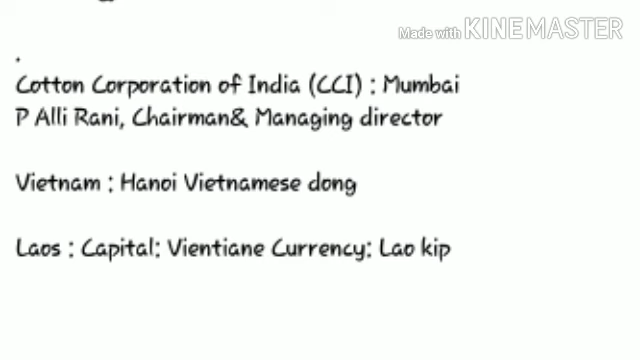 Made with KINEMASTER
.
Cotton Corporation of India (CCI) : Mumbai
P Alli Rani, Chairman& Managing director
Vietnam : Hanoi Vietnamese dong
Laos : Capital: Vientiane Currency: Lao kip